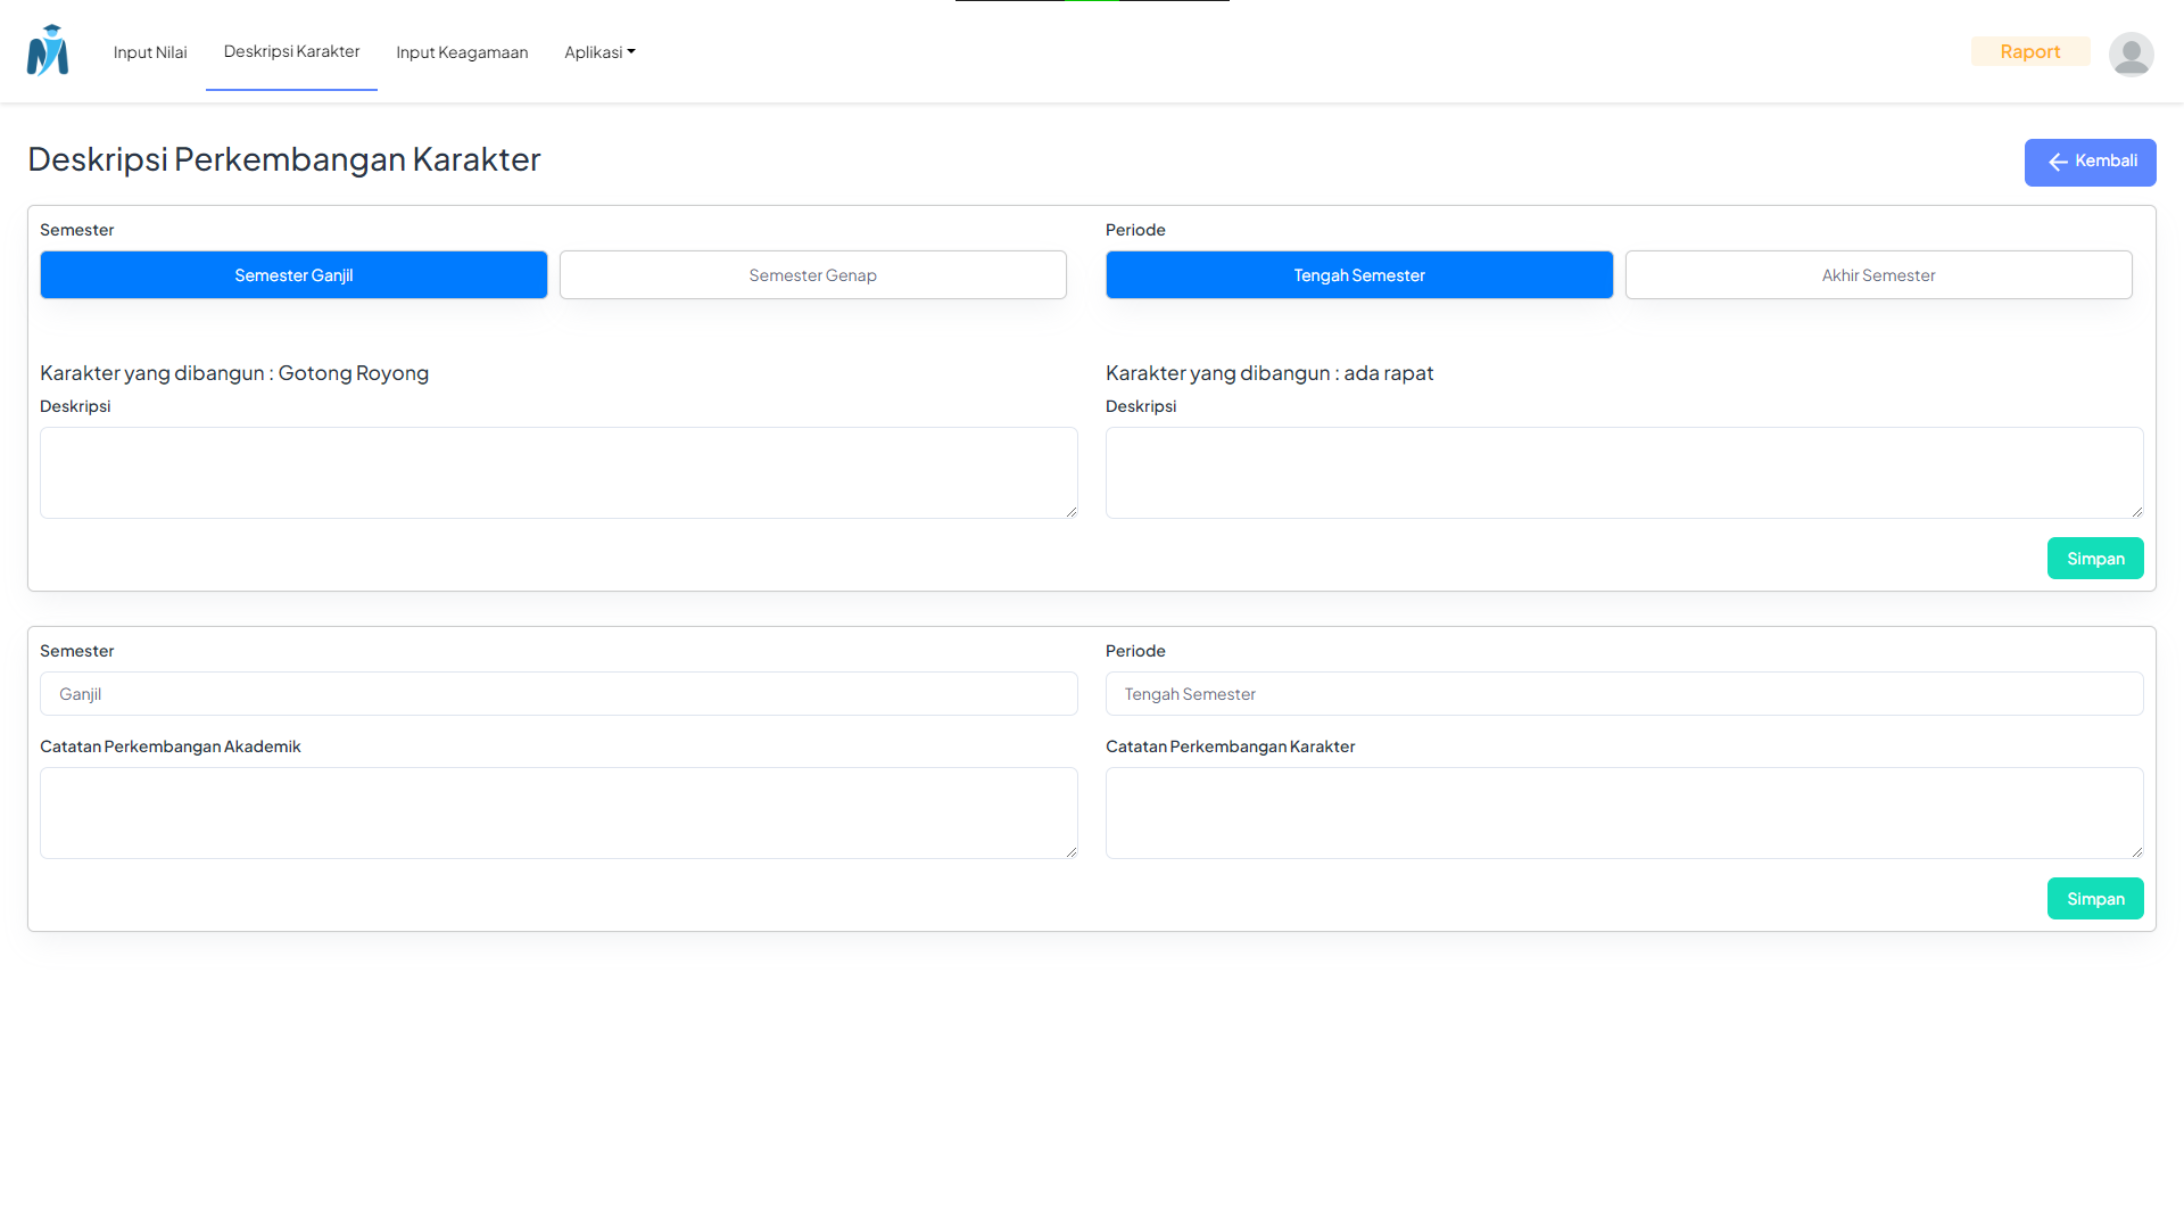 Input Nilai
Deskripsi Karakter
Input Keagamaan
Aplikasi
Raport
Deskripsi Perkembangan Karakter
Kembali
Semester
Periode
Semester Ganjil
Semester Genap
Tengah Semester
Akhir Semester
Karakter yang dibangun : Gotong Royong
Karakter yang dibangun : ada rapat
Deskripsi
Deskripsi
Simpan
Semester
Periode
Ganjil
Tengah Semester
Catatan Perkembangan Akademik
Catatan Perkembangan Karakter
Simpan